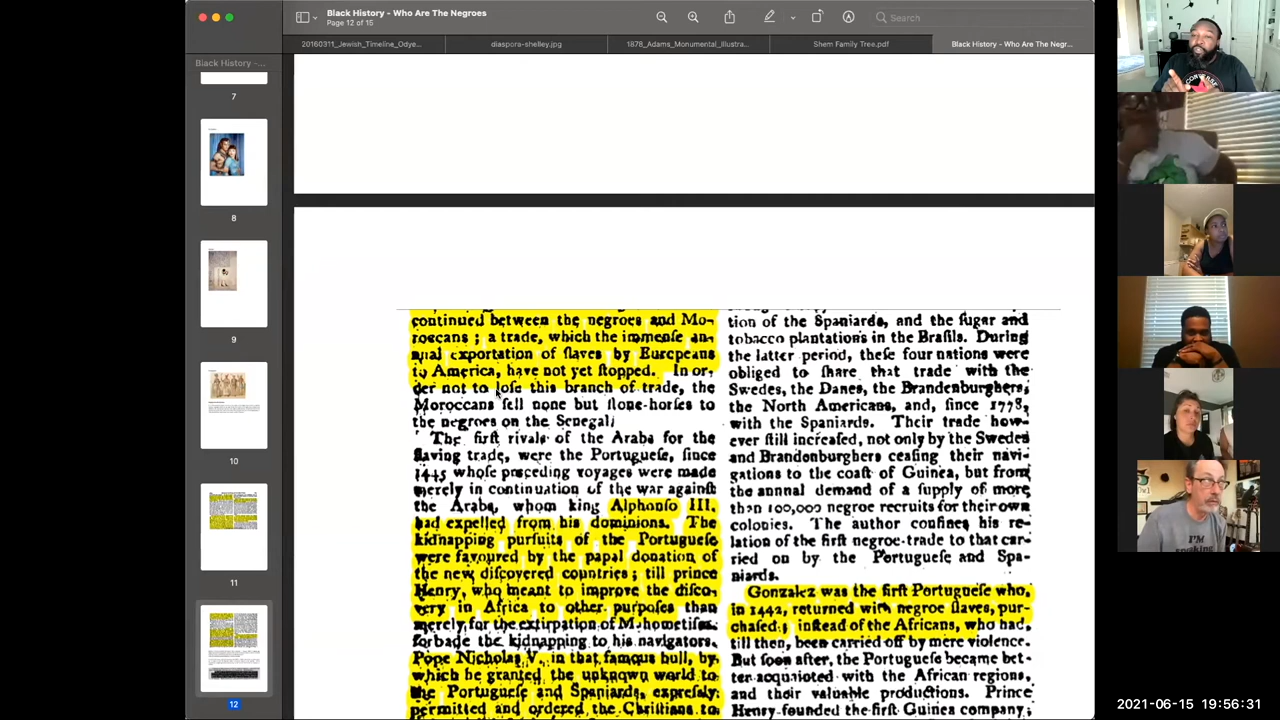 Black History - Who Are The Negroes
Page 12 of 15
Search
20160311_Jewish_Timeline_Odye...
diaspora-shelley.jpg
1878_Adams_Monumental_Illustra...
Shem Family Tree.pdf
Black History - Who Are The Negr...
Black History -...
7
8
9
10
11
12
continued between the negroes and Mo-
roccans ; a trade, which the immenſe an-
nual exportation of ſlaves by Europeans
to America, have not yet ſtopped. In or-
der not to loſe this branch of trade, the
Moroccans ſell none but ſtone-horſes to
the negroes on the Senegal.
The firſt rivals of the Arabs for the
ſlaving trade, were the Portugueſe, ſince
1445 whoſe preceding voyages were made
merely in continuation of the war againſt
the Arabs, whom king Alphonſo III.
had expelled from his dominions. The
kidnapping purſuits of the Portugueſe
were favoured by the papal donation of
the new diſcovered countries ; till prince
Henry, who meant to improve the diſco-
very in Africa to other purpoſes than
merely for the extirpation of Mahometiſm,
forbade the kidnapping to his navigators.
Pope Nicholas V. in that famous bull, by
which he granted the unknown world to
the Portugueſe and Spaniards, expreſsly
permitted and ordered the Chriſtians to
tion of the Spaniards, and the ſugar and
tobacco plantations in the Braſils. During
the latter period, theſe four nations were
obliged to ſhare that trade with the
Swedes, the Danes, the Brandenburghers,
the North Americans, and, ſince 1778,
with the Spaniards. Their trade how-
ever ſtill increaſed, not only by the Swedes
and Brandenburghers ceaſing their navi-
gations to the coaſt of Guinea, but from
the annual demand of a ſupply of more
than 100,000 negroe recruits for their own
colonies. The author confines his re-
lation of the firſt negroe-trade to that car-
ried on by the Portugueſe and Spa-
niards.
Gonzalez was the firſt Portugueſe who,
in 1442, returned with negroe ſlaves, pur-
chaſed ; inſtead of the Africans, who had,
till then, been carried off by mere violence.
But ſoon after, the Portugueſe became bet-
ter acquainted with the African regions,
and their valuable productions. Prince
Henry founded the firſt Guinea company ;
CONVERSE
I'M
2021-06-15 19:56:31